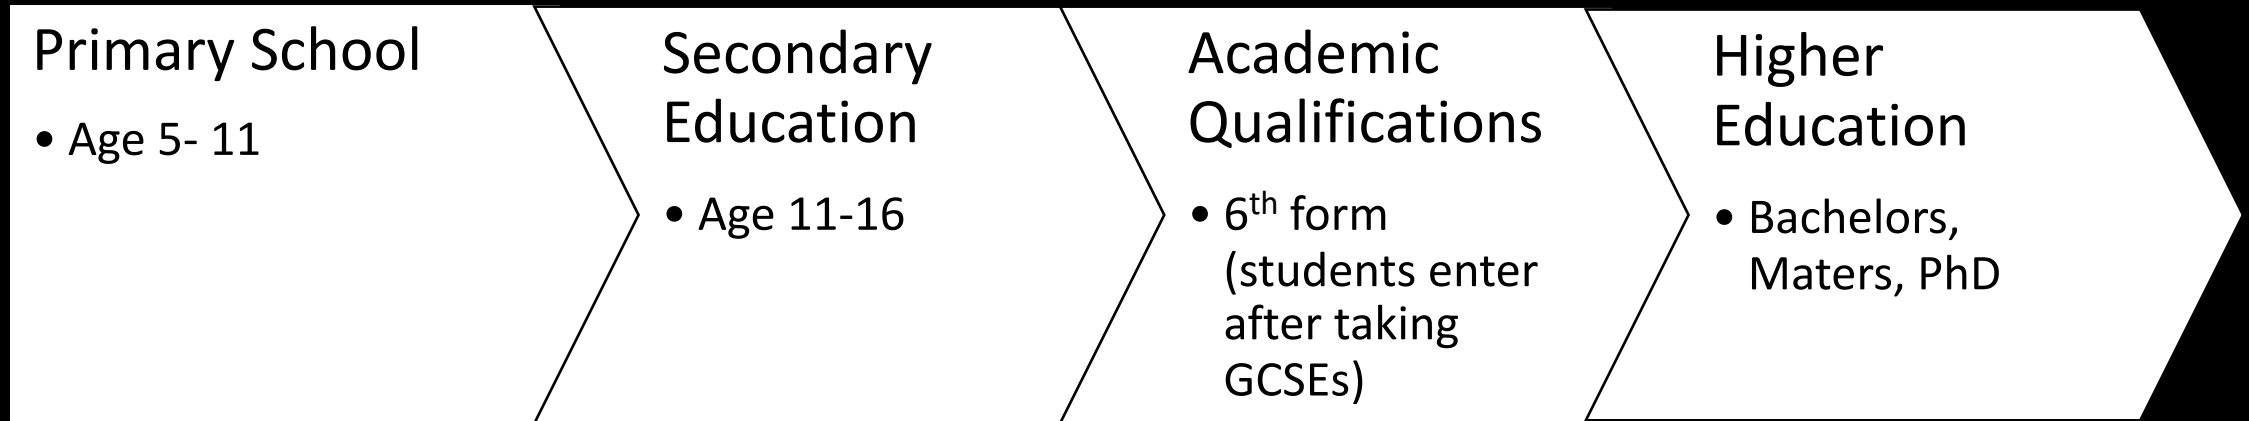 Primary School
• Age 5- 11
Secondary
Education
• Age 11-16
Academic
Qualifications
• 6th form
(students enter
after taking
GCSEs)
Higher
Education
• Bachelors,
Maters, PhD